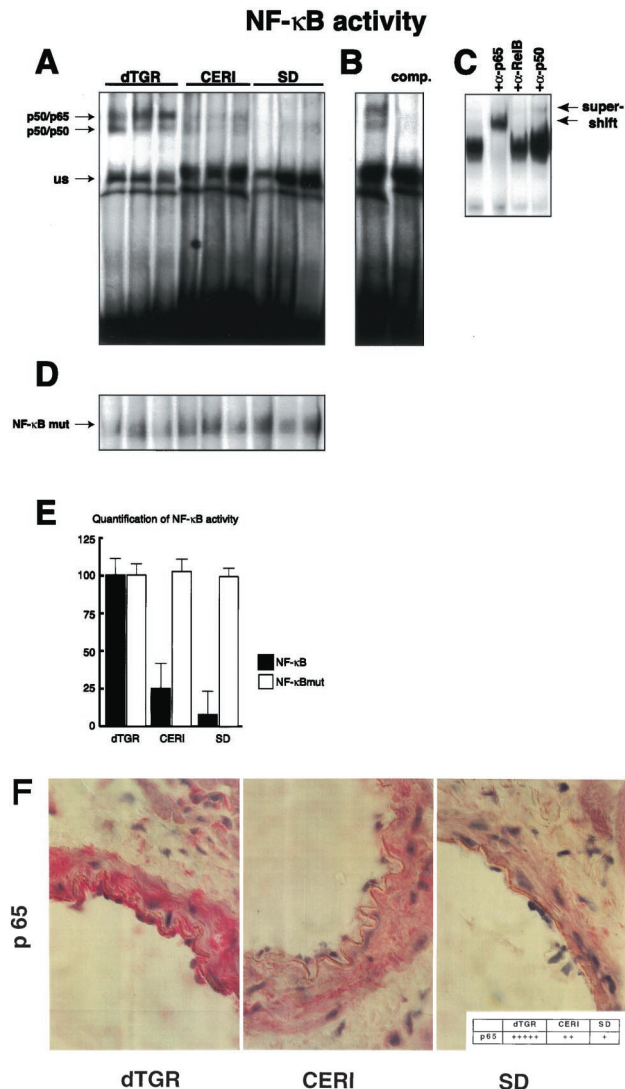 NF-κB activity
A
dTGR CERI SD
p50/p65
p50/p50
us
B
comp.
C
+α-p65
+α-RelB
+α-p50
super-
shift
D
NF-κB mut
E
Quantification of NF-κB activity
125
100
75
50
25
0
dTGR CERI SD
NF-κB
NF-κBmut
F
p 65
dTGR CERI SD
p65 +++++ ++ +
dTGR CERI SD